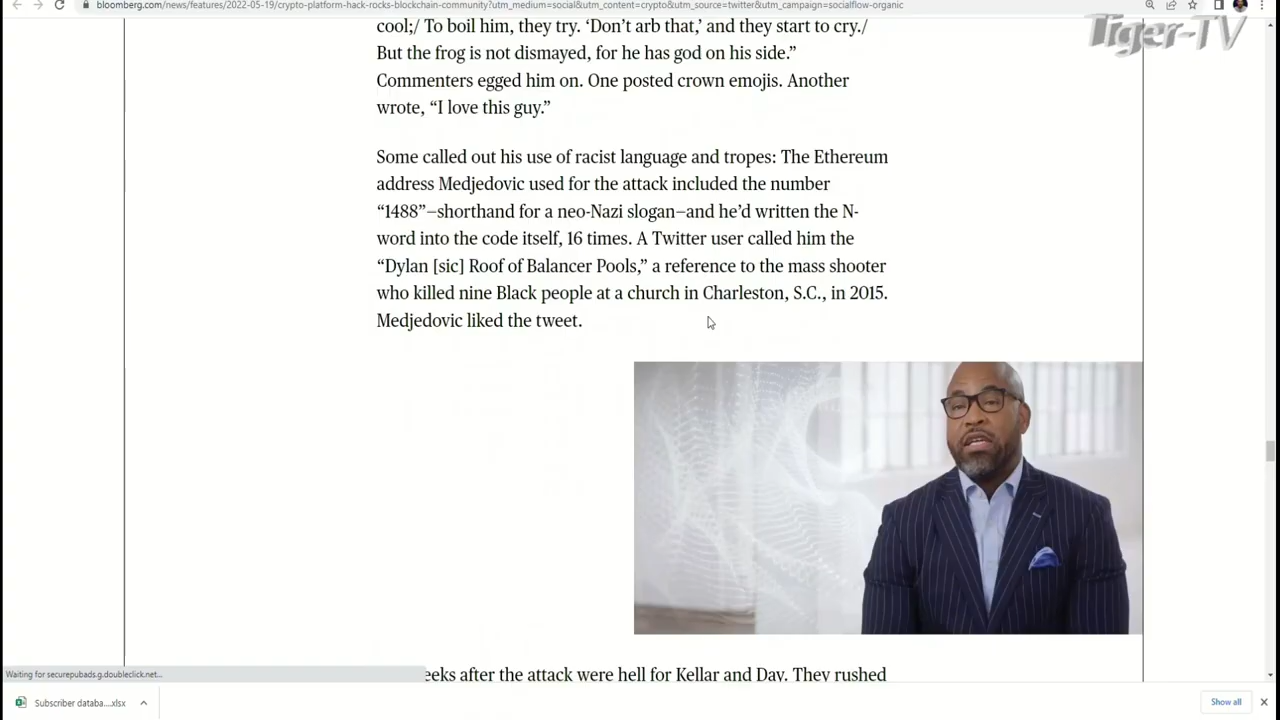 bloomberg.com/news/features/2022-05-19/crypto-platform-hack-rocks-blockchain-community?utm_medium=social&utm_content=crypto&utm_source=twitter&utm_campaign=socialflow-organic
Tiger-TV
cool;/ To boil him, they try. ‘Don’t arb that,’ and they start to cry./
But the frog is not dismayed, for he has god on his side.”
Commenters egged him on. One posted crown emojis. Another
wrote, “I love this guy.”
Some called out his use of racist language and tropes: The Ethereum
address Medjedovic used for the attack included the number
“1488”—shorthand for a neo-Nazi slogan—and he’d written the N-
word into the code itself, 16 times. A Twitter user called him the
“Dylan [sic] Roof of Balancer Pools,” a reference to the mass shooter
who killed nine Black people at a church in Charleston, S.C., in 2015.
Medjedovic liked the tweet.
eeks after the attack were hell for Kellar and Day. They rushed
Waiting for securepubads.g.doubleclick.net...
Subscriber databa....xlsx
Show all